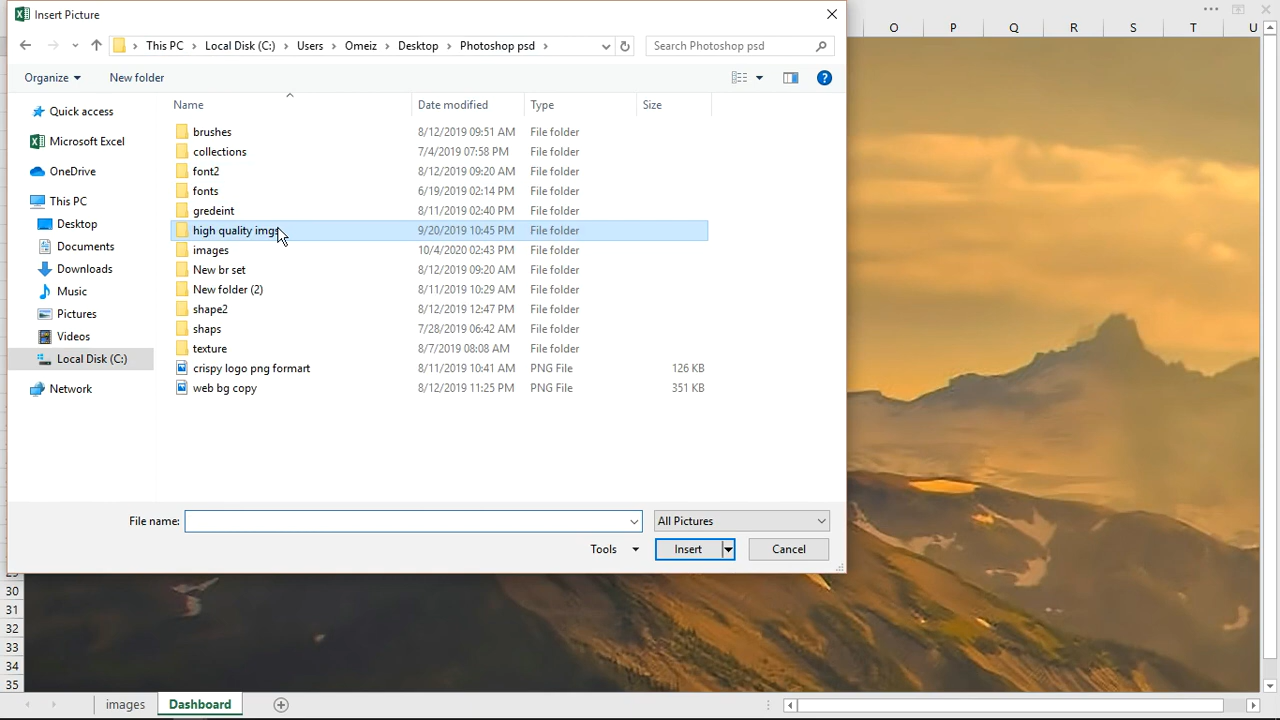 Insert Picture
This PC Local Disk (C:) Users Omeiz Desktop Photoshop psd Search Photoshop psd
Organize New folder
Name Date modified Type Size
Quick access
Microsoft Excel
OneDrive
This PC
Desktop
Documents
Downloads
Music
Pictures
Videos
Local Disk (C:)
Network
brushes 8/12/2019 09:51 AM File folder
collections 7/4/2019 07:58 PM File folder
font2 8/12/2019 09:20 AM File folder
fonts 6/19/2019 02:14 PM File folder
gredeint 8/11/2019 02:40 PM File folder
high quality imgs 9/20/2019 10:45 PM File folder
images 10/4/2020 02:43 PM File folder
New br set 8/12/2019 09:20 AM File folder
New folder (2) 8/11/2019 10:29 AM File folder
shape2 8/12/2019 12:47 PM File folder
shaps 7/28/2019 06:42 AM File folder
texture 8/7/2019 08:08 AM File folder
crispy logo png formart 8/11/2019 10:41 AM PNG File 126 KB
web bg copy 8/12/2019 11:25 PM PNG File 351 KB
File name: All Pictures
Tools Insert Cancel
O P Q R S T U
30
31
32
33
34
35
images Dashboard